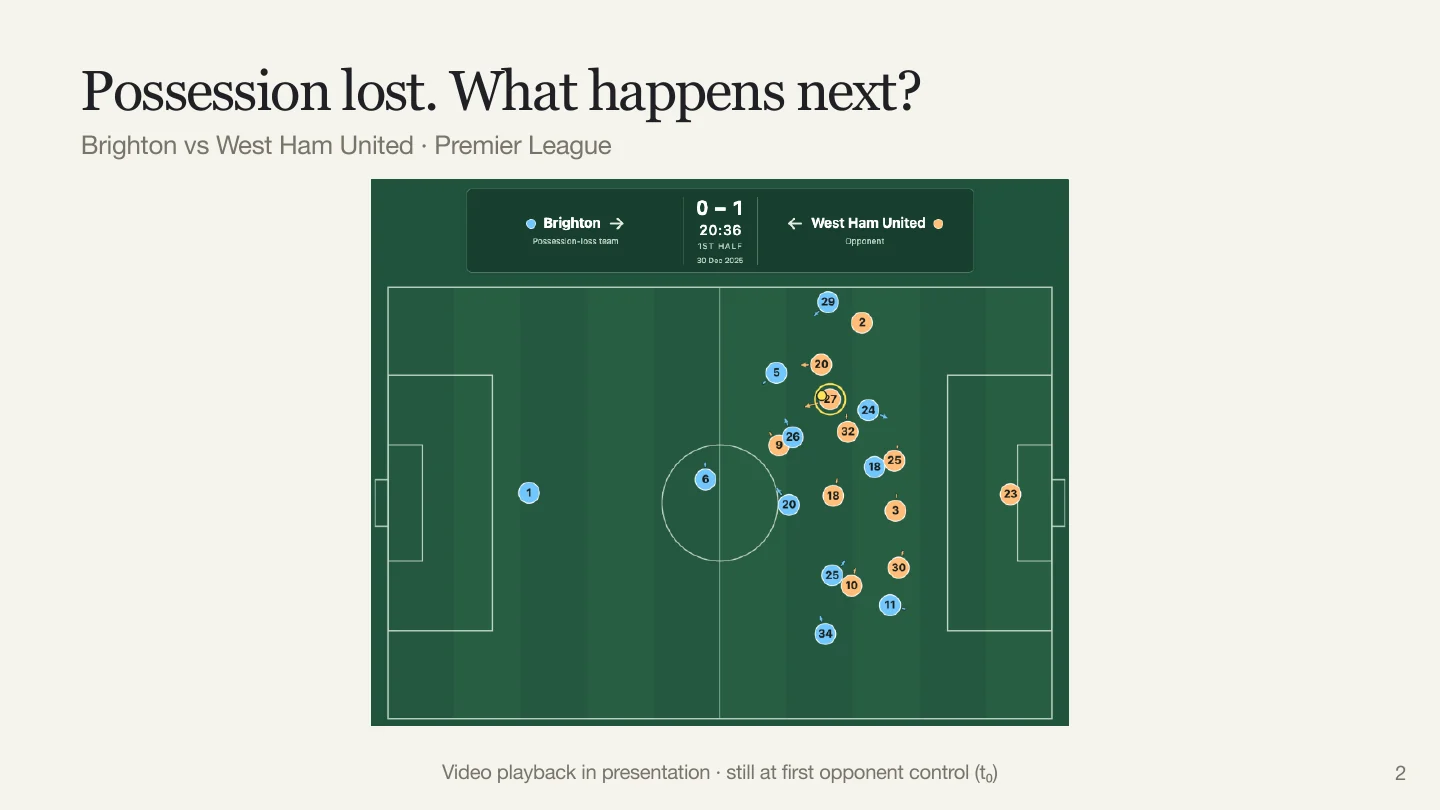 Possession lost. What happens next?
Brighton vs West Ham United · Premier League
Brighton →
Possession-loss team
0 – 1
20:36
1ST HALF
30 Dec 2025
← West Ham United
Opponent
29
2
20
5
27
24
32
26
9
25
18
6
1
18
23
20
3
30
25
10
11
34
Video playback in presentation · still at first opponent control (t₀)
2